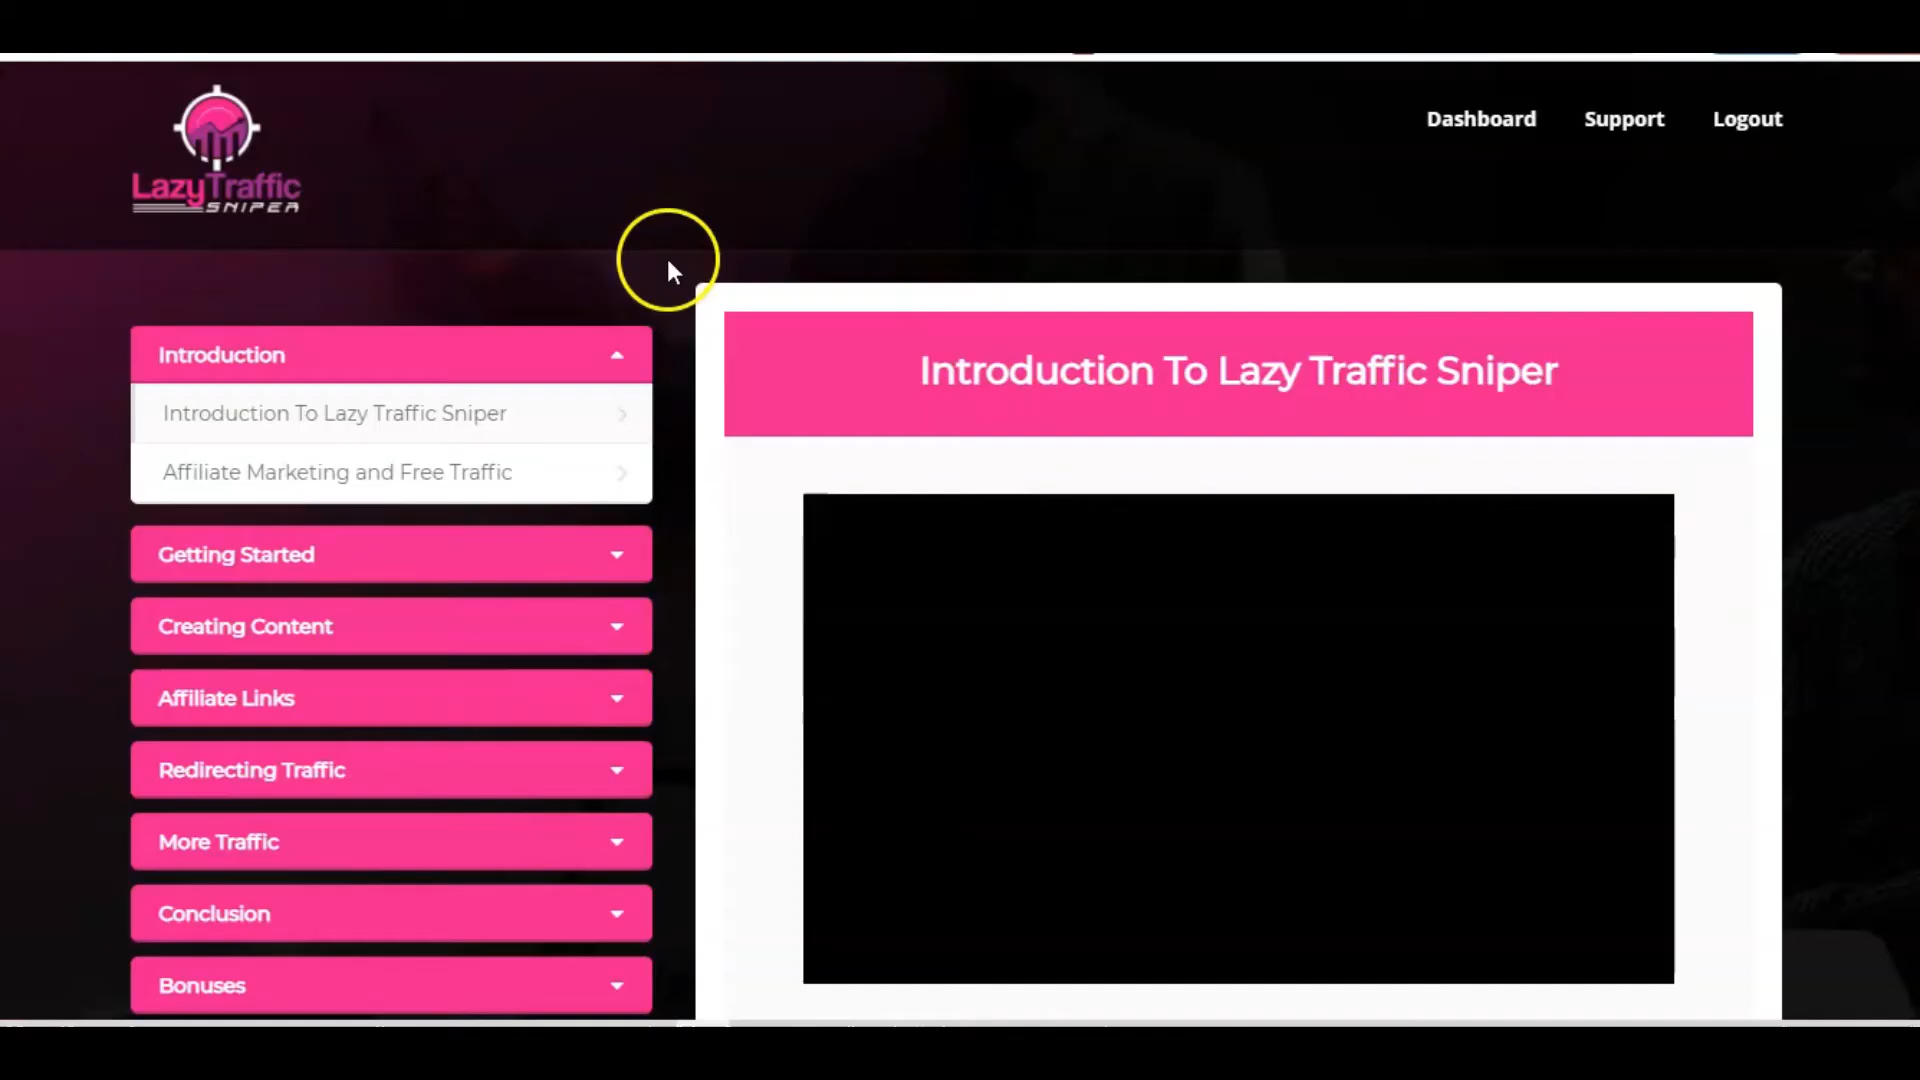 LazyTraffic
SNIPER
Dashboard
Support
Logout
Introduction
Introduction To Lazy Traffic Sniper
Affiliate Marketing and Free Traffic
Getting Started
Creating Content
Affiliate Links
Redirecting Traffic
More Traffic
Conclusion
Bonuses
Introduction To Lazy Traffic Sniper